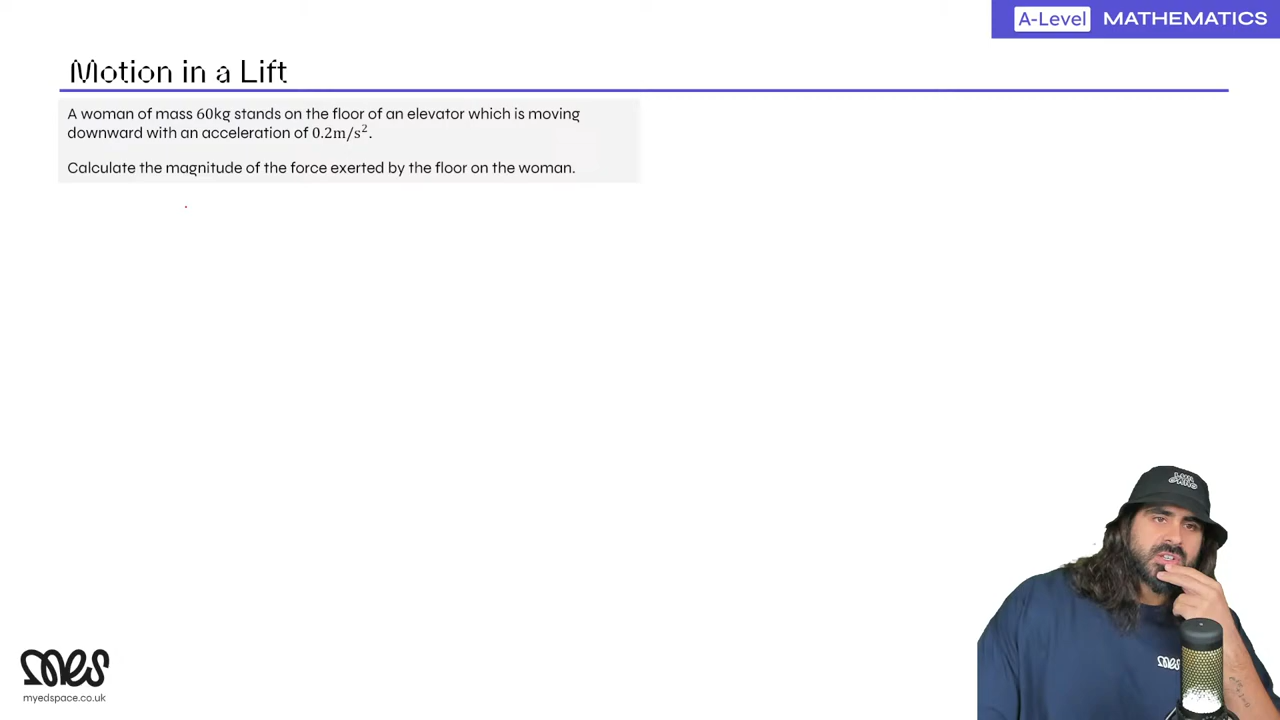 A-Level MATHEMATICS
Motion in a Lift
A woman of mass 60kg stands on the floor of an elevator which is moving
downward with an acceleration of 0.2m/s².
Calculate the magnitude of the force exerted by the floor on the woman.
mes
myedspace.co.uk
mes